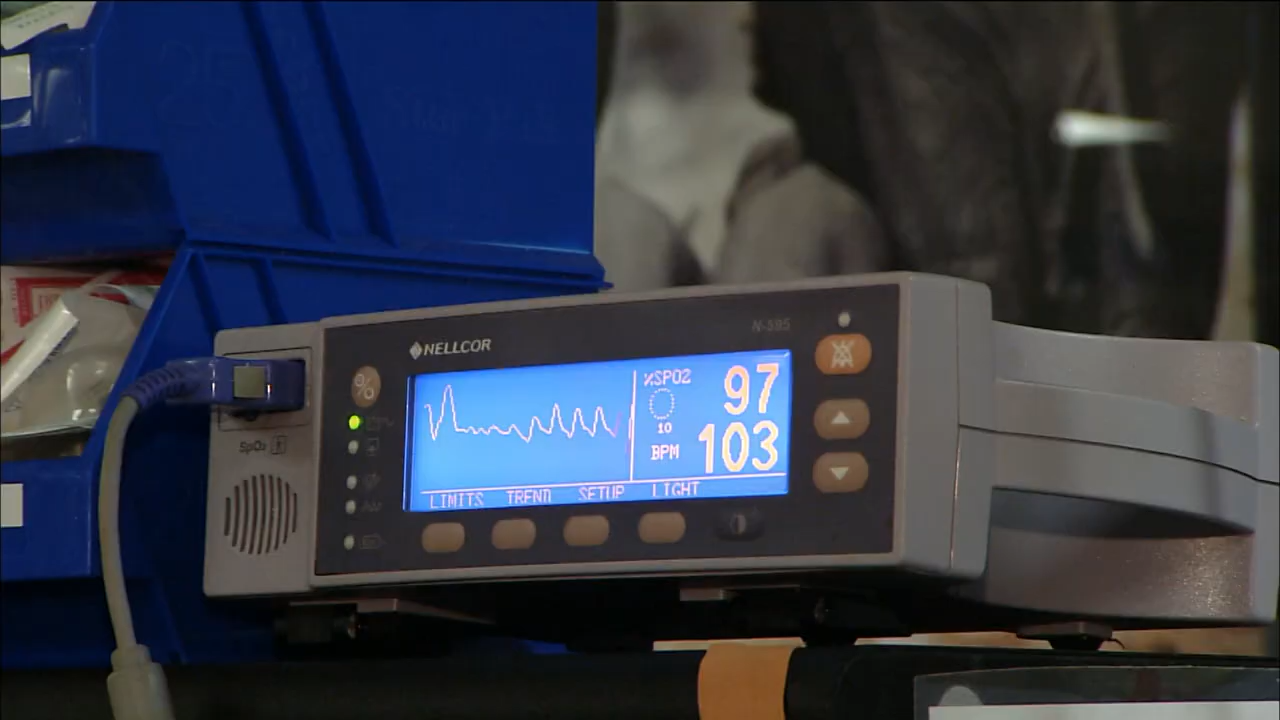 NELLCOR
N-595
%SPO2
97
10
BPM
103
LIMITS TREND SETUP LIGHT
SpO₂